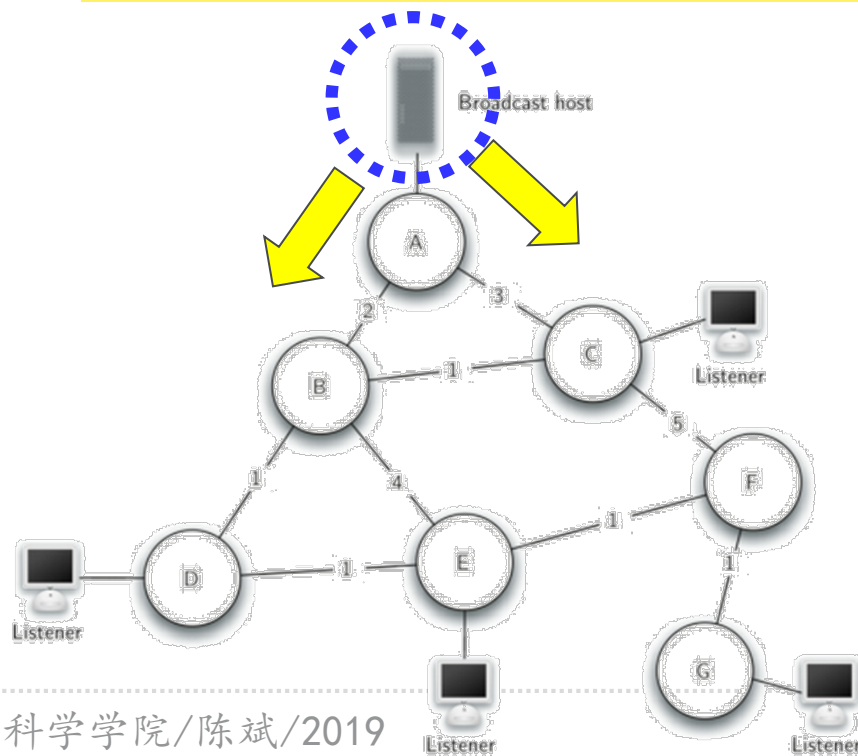 Broadcast host
A
2
3
C
B
1
Listener
5
1
4
F
1
D
1
E
1
Listener
G
Listener
Listener
科学学院/陈斌/2019